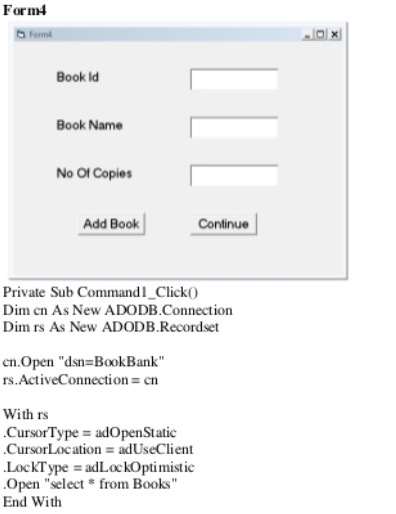 Form4
Form4
Book Id
Book Name
No Of Copies
Add Book
Continue
Private Sub Command1_Click()
Dim cn As New ADODB.Connection
Dim rs As New ADODB.Recordset
cn.Open "dsn=BookBank"
rs.ActiveConnection = cn
With rs
.CursorType = adOpenStatic
.CursorLocation = adUseClient
.LockType = adLockOptimistic
.Open "select * from Books"
End With